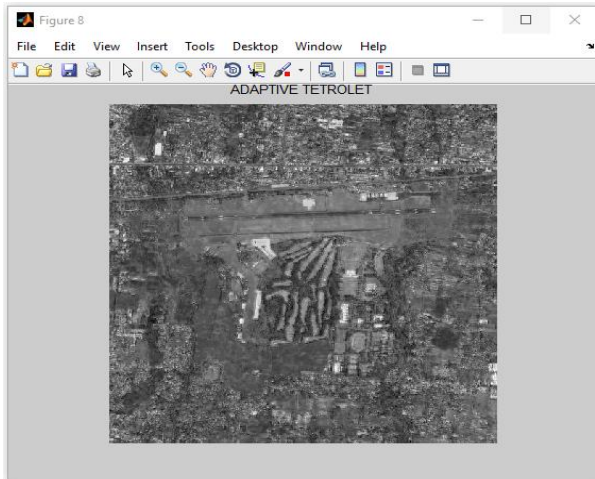 Figure 8
File Edit View Insert Tools Desktop Window Help
ADAPTIVE TETROLET